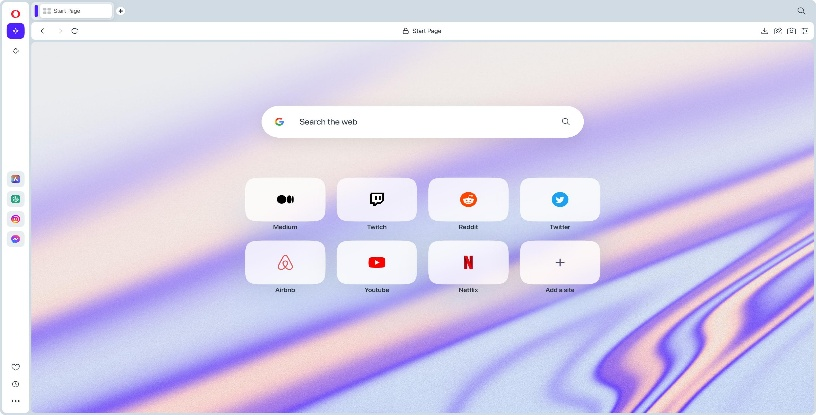 Start Page
Start Page
Search the web
Medium
Twitch
Reddit
Twitter
Airbnb
Youtube
Netflix
Add a site